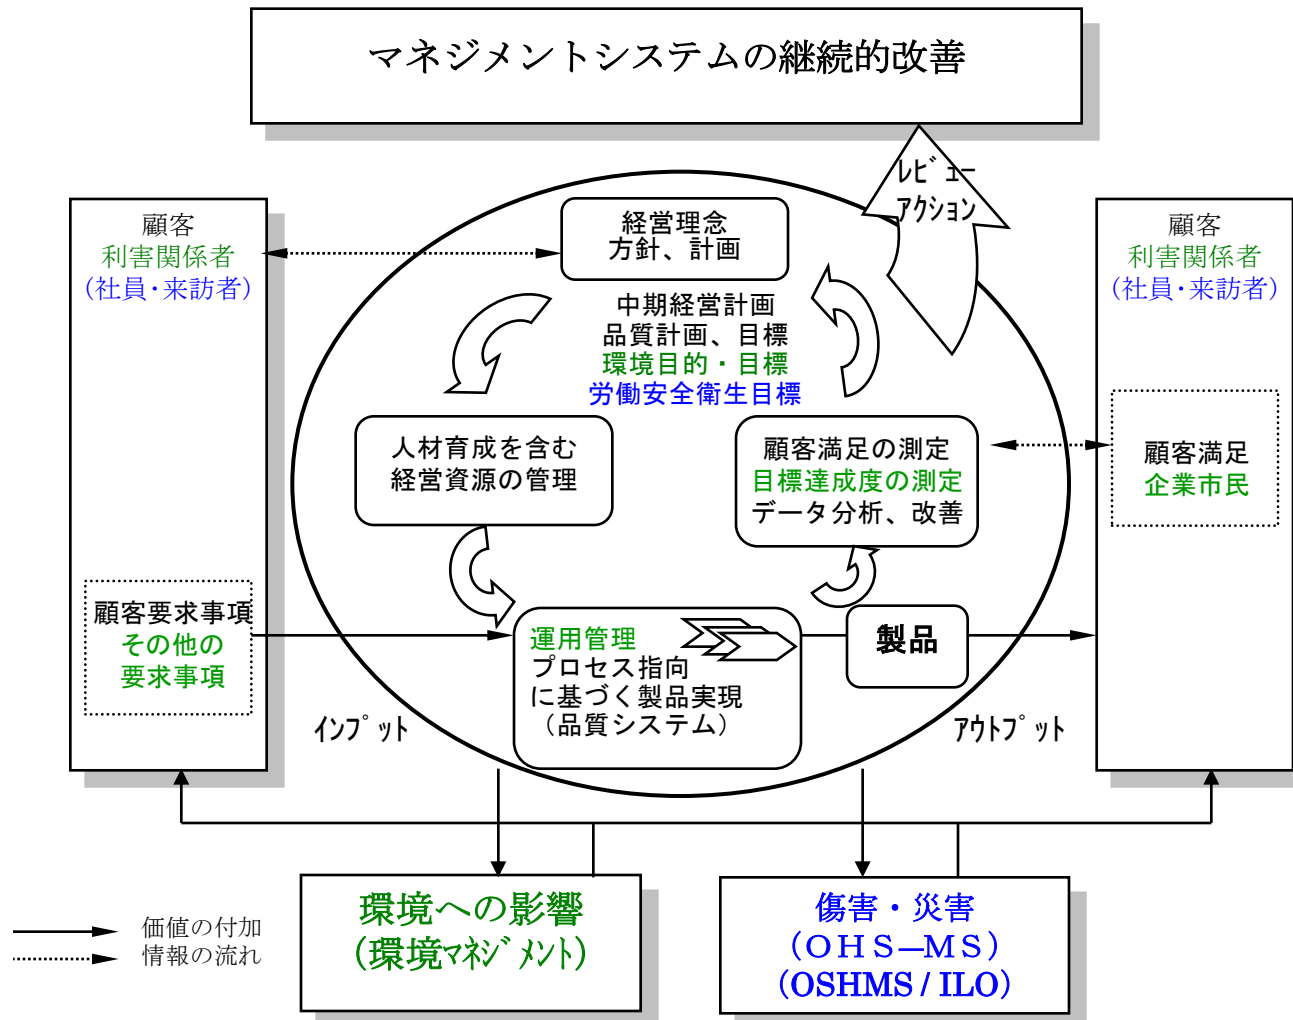 マネジメントシステムの継続的改善
レビュー
アクション
顧客
利害関係者
(社員・来訪者)
経営理念
方針、計画
顧客
利害関係者
(社員・来訪者)
中期経営計画
品質計画、目標
環境目的・目標
労働安全衛生目標
人材育成を含む
経営資源の管理
顧客満足の測定
目標達成度の測定
データ分析、改善
顧客満足
企業市民
顧客要求事項
その他の
要求事項
運用管理
プロセス指向
に基づく製品実現
（品質システム）
製品
インプット
アウトプット
環境への影響
(環境マネジメント)
傷害・災害
(ＯＨＳ―ＭＳ)
(OSHMS / ILO)
価値の付加
情報の流れ